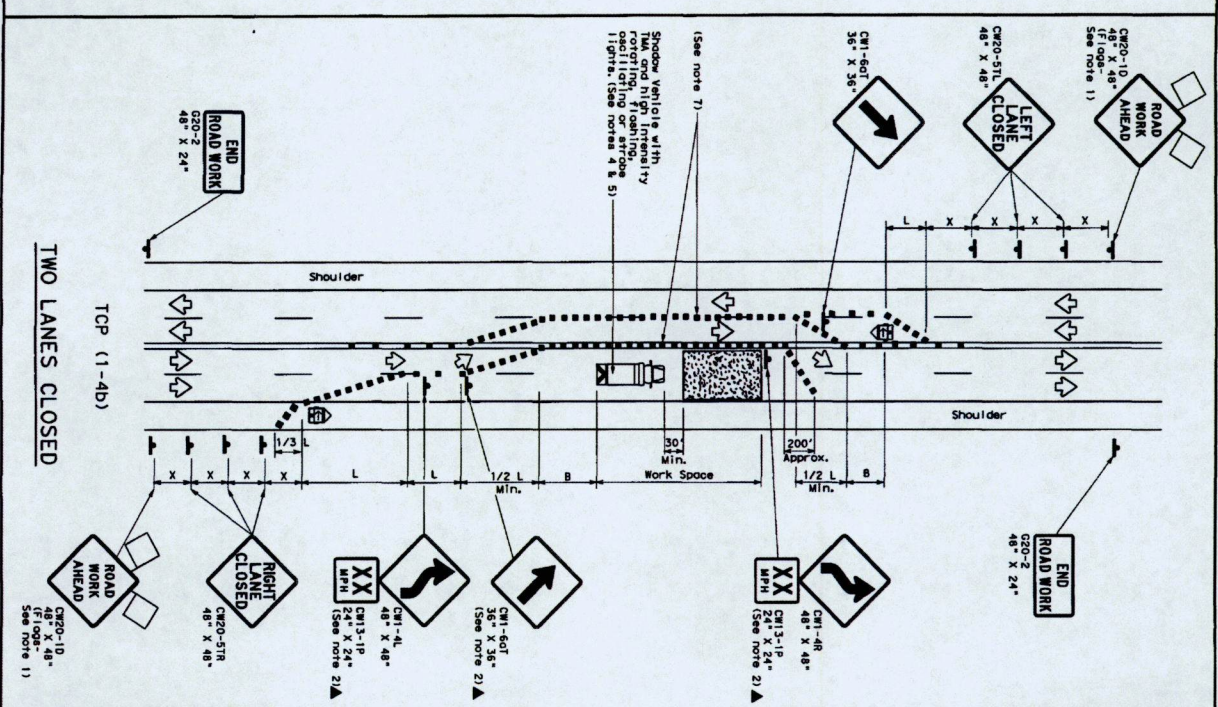 CW20-1D
48" X 48"
(Flags-
See note 1)
ROAD
WORK
AHEAD
CW20-5TL
48" X 48"
LEFT
LANE
CLOSED
CW1-6aT
36" X 36"
(See note 7)
Shadow Vehicle with
TMA and high intensity
rotating, flashing,
oscillating or strobe
lights. (See notes 4 & 5)
END
ROAD WORK
G20-2
48" X 24"
X
X
X
X
L
Shoulder
Shoulder
1/3 L
X
X
X
X
L
L
1/2 L
Min.
B
30'
Min.
Work Space
200'
Approx.
1/2 L
Min.
B
END
ROAD WORK
G20-2
48" X 24"
CW1-4R
48" X 48"
XX
MPH
CW13-1P
24" X 24"
(See note 2)▲
CW1-6aT
36" X 36"
(See note 2)▲
CW1-4L
48" X 48"
XX
MPH
CW13-1P
24" X 24"
(See note 2)▲
RIGHT
LANE
CLOSED
CW20-5TR
48" X 48"
ROAD
WORK
AHEAD
CW20-1D
48" X 48"
(Flags-
See note 1)
TCP (1-4b)
TWO LANES CLOSED